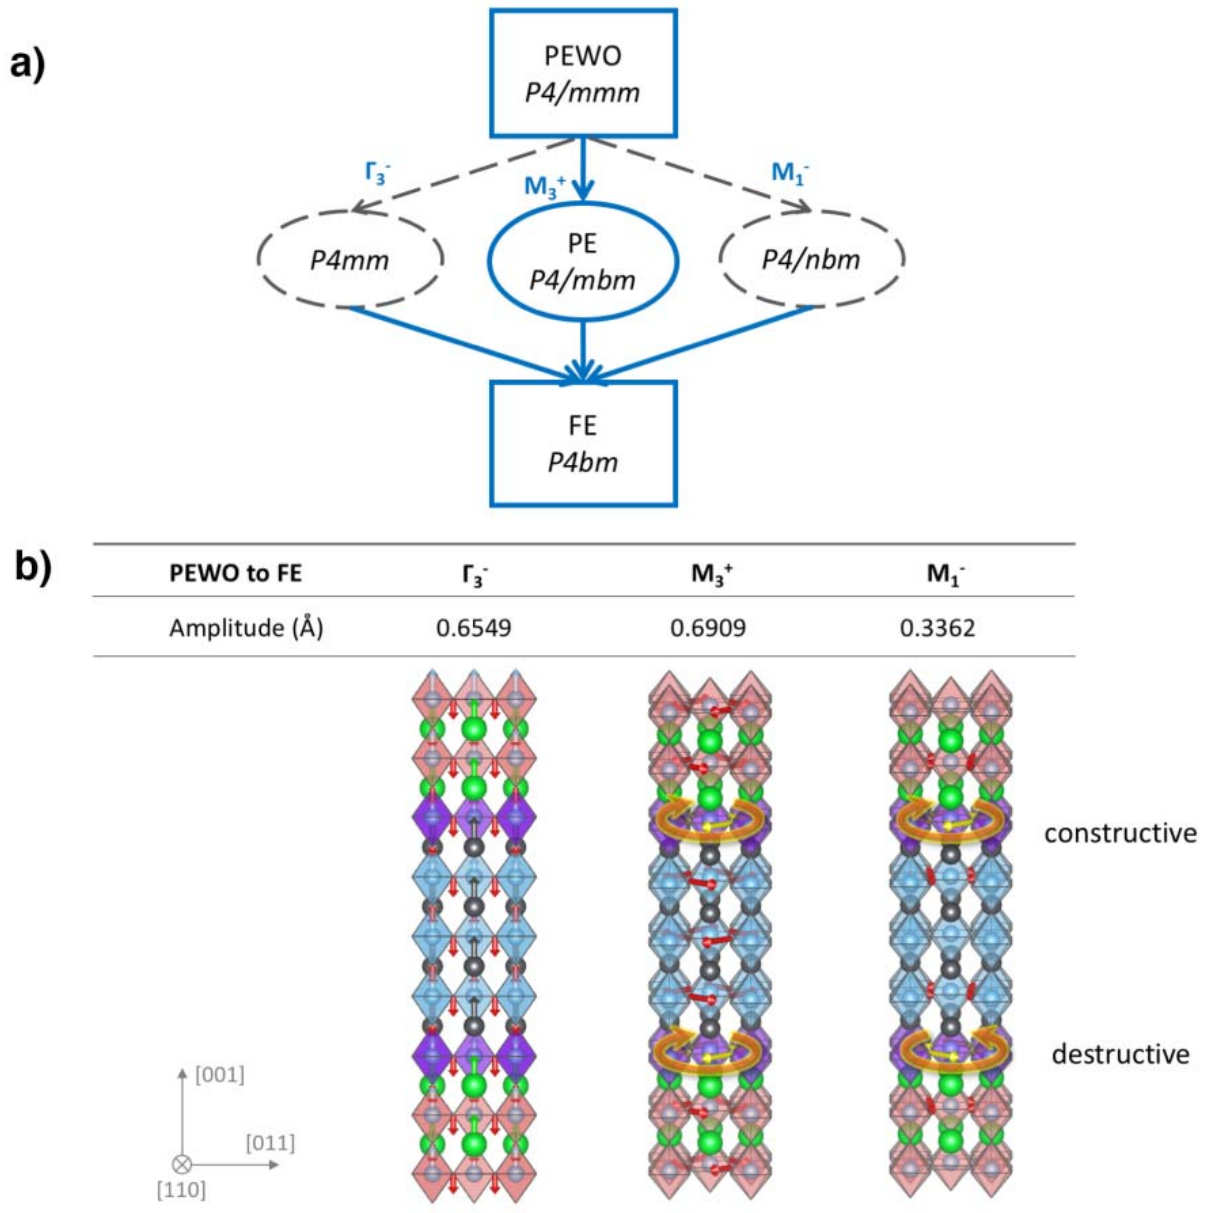 a)
PEWO
P4/mmm
Γ₃⁻
M₃⁺
M₁⁻
P4mm
PE
P4/mbm
P4/nbm
FE
P4bm
b)
PEWO to FE Γ₃⁻ M₃⁺ M₁⁻
Amplitude (Å) 0.6549 0.6909 0.3362
constructive
destructive
[001]
[011]
[110]